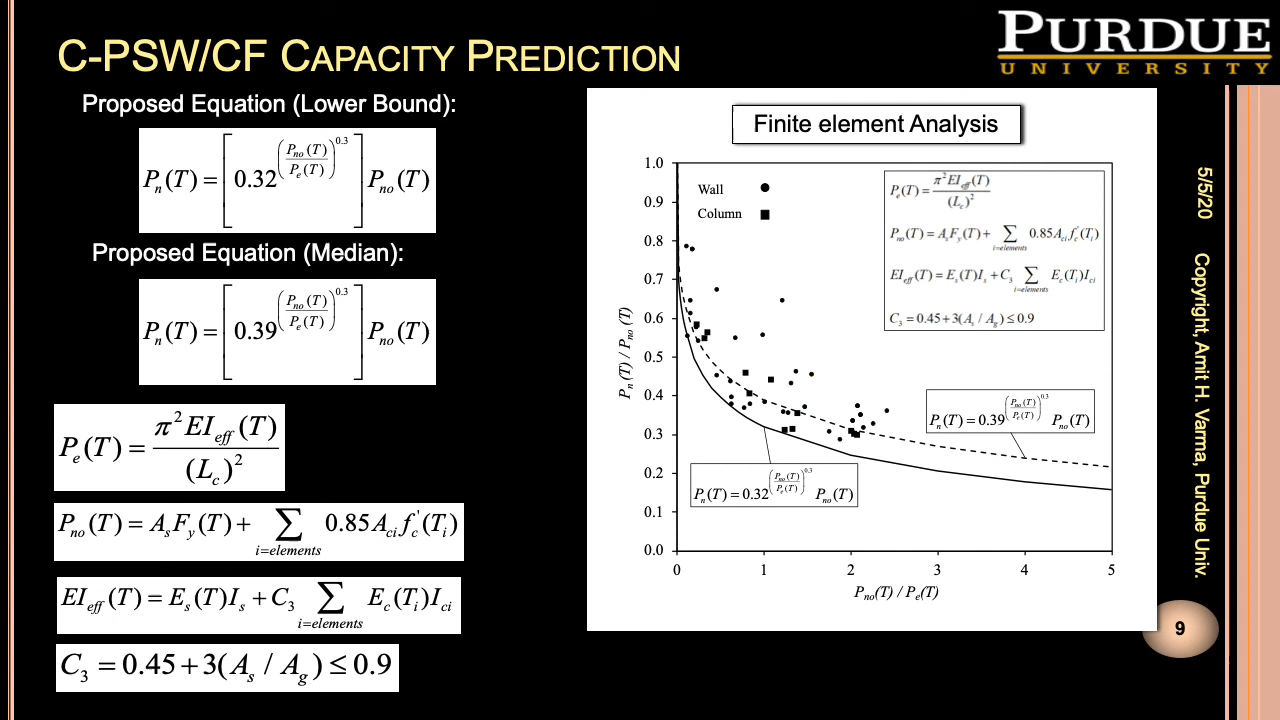 C-PSW/CF CAPACITY PREDICTION
PURDUE
UNIVERSITY
Proposed Equation (Lower Bound):
P_n(T) = [0.32^(P_no(T)/P_e(T))^0.3] P_no(T)
Proposed Equation (Median):
P_n(T) = [0.39^(P_no(T)/P_e(T))^0.3] P_no(T)
P_e(T) = π²EI_eff(T) / (L_c)²
P_no(T) = A_sF_y(T) + ∑_{i=elements} 0.85A_ci f_c'(T_i)
EI_eff(T) = E_s(T)I_s + C_3 ∑_{i=elements} E_c(T_i)I_ci
C_3 = 0.45 + 3(A_s / A_g) ≤ 0.9
Finite element Analysis
P_n(T) / P_no(T)
1.0
0.9
0.8
0.7
0.6
0.5
0.4
0.3
0.2
0.1
0.0
Wall
Column
P_e(T) = π²EI_eff(T) / (L_c)²
P_no(T) = A_sF_y(T) + ∑_{i=elements} 0.85A_ci f_c'(T_i)
EI_eff(T) = E_s(T)I_s + C_3 ∑_{i=elements} E_c(T_i)I_ci
C_3 = 0.45 + 3(A_s / A_g) ≤ 0.9
P_n(T) = 0.39^(P_no(T)/P_e(T))^0.3 P_no(T)
P_n(T) = 0.32^(P_no(T)/P_e(T))^0.3 P_no(T)
0 1 2 3 4 5
P_no(T) / P_e(T)
5/5/20
Copyright, Amit H. Varma, Purdue Univ.
9